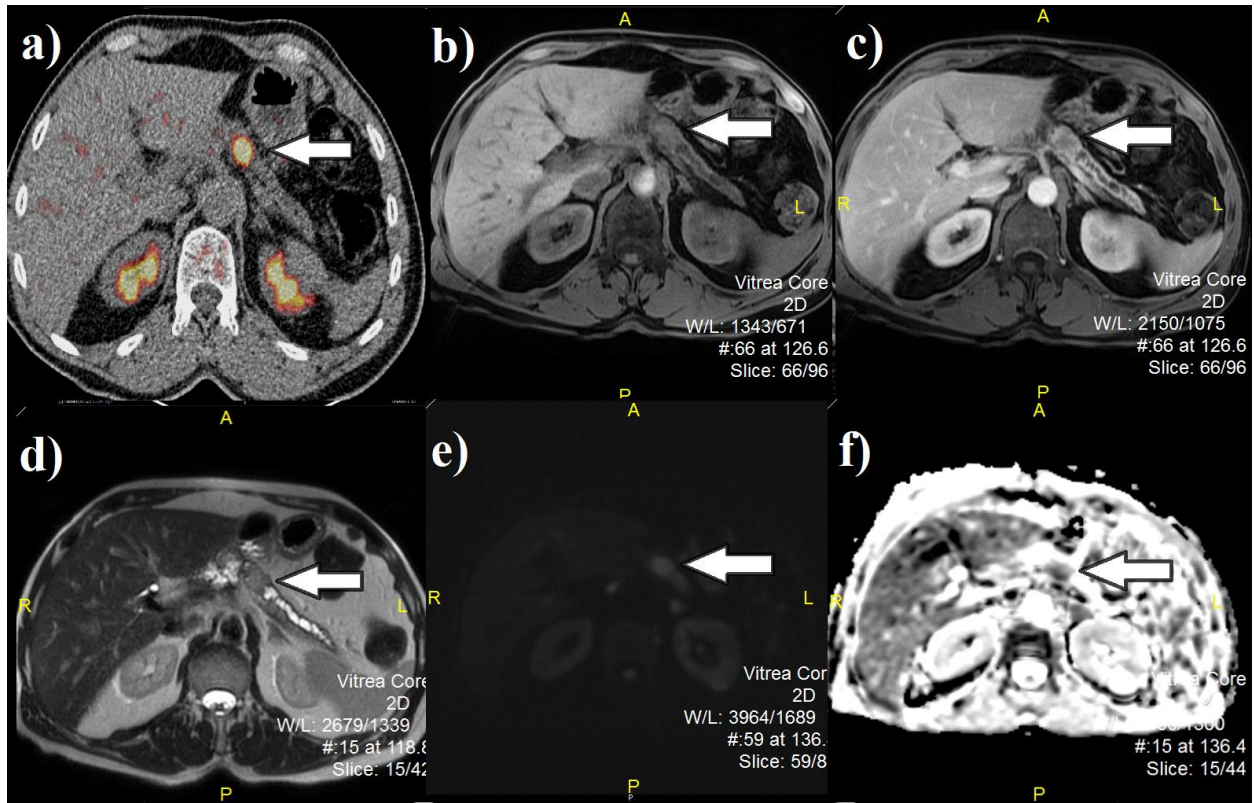 a)
b)
c)
A
A
R
L
L
Vitrea Core
2D
W/L: 1343/671
#:66 at 126.6
Slice: 66/96
Vitrea Core
2D
W/L: 2150/1075
#:66 at 126.6
Slice: 66/96
P
P
d)
e)
f)
A
A
A
R
L
R
L
R
L
Vitrea Core
2D
W/L: 2679/1339
#:15 at 118.8
Slice: 15/42
Vitrea Cor
2D
W/L: 3964/1689
#:59 at 136.
Slice: 59/8
Core
#:15 at 136.4
Slice: 15/44
P
P
P
P